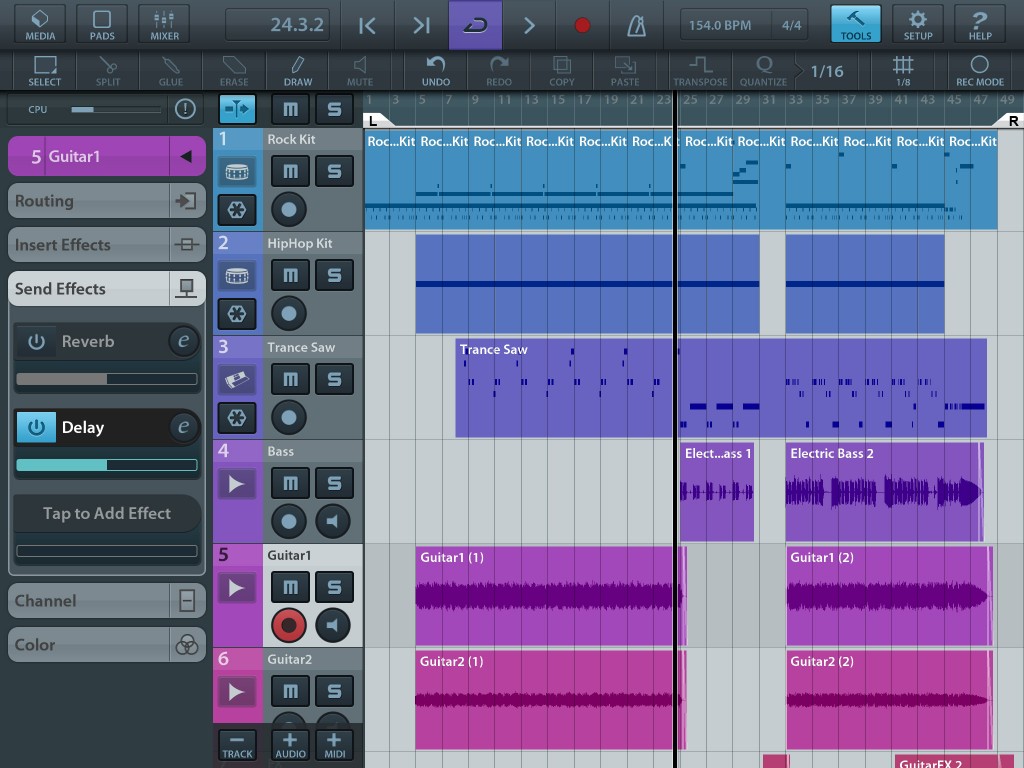 MEDIA PADS MIXER 24.3.2 154.0 BPM 4/4 TOOLS SETUP ? HELP
SELECT SPLIT GLUE ERASE DRAW MUTE UNDO REDO COPY PASTE TRANSPOSE QUANTIZE 1/16 1/8 REC MODE
CPU ! M S 1 3 5 7 9 11 13 15 17 19 21 23 25 27 29 31 33 35 37 39 41 43 45 47 49
L R
5 Guitar1
Routing
Insert Effects
Send Effects
Reverb e
Delay e
Tap to Add Effect
Channel
Color
1 Rock Kit
M S
Roc...Kit Roc...Kit Roc...Kit Roc...Kit Roc...Kit Roc...K Roc...Kit Roc...Kit Roc...Kit Roc...Kit Roc...Kit Roc...Kit
2 HipHop Kit
M S
3 Trance Saw
M S
Trance Saw
4 Bass
M S
Elect...ass 1 Electric Bass 2
5 Guitar1
M S
Guitar1 (1) Guitar1 (2)
6 Guitar2
M S
Guitar2 (1) Guitar2 (2)
TRACK AUDIO MIDI
GuitarFX 2